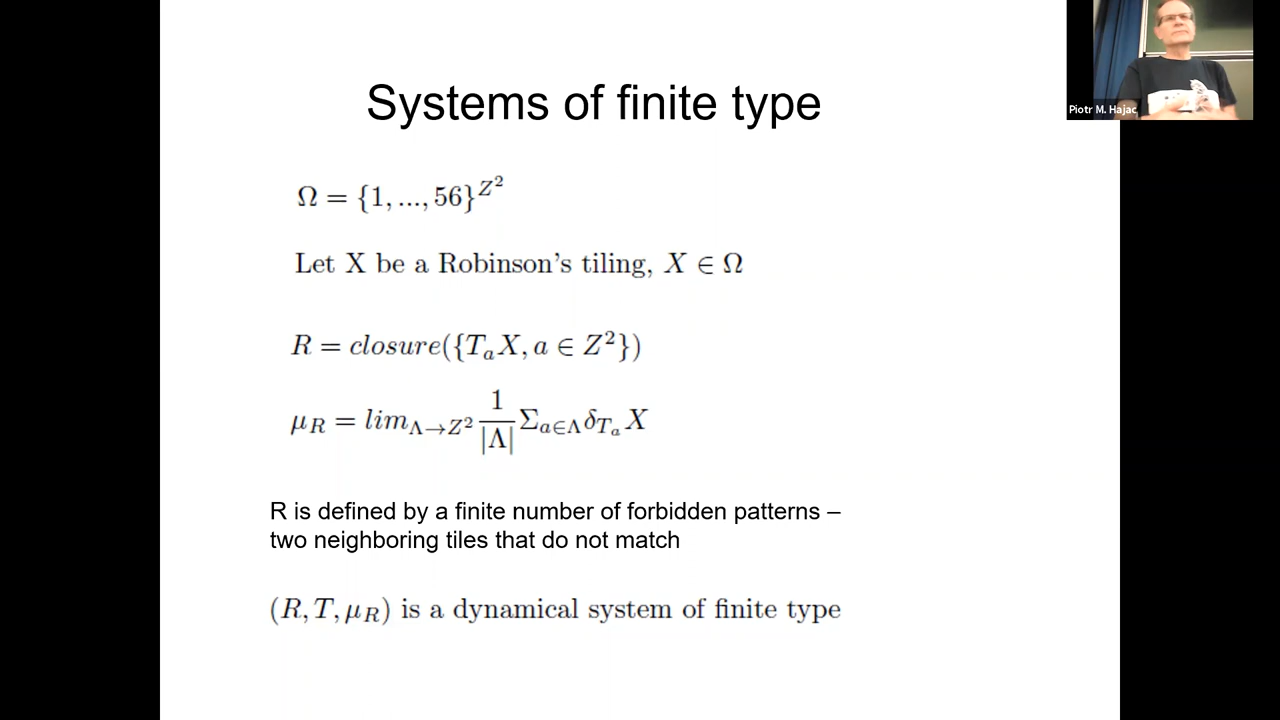 Systems of finite type
Ω = {1, ..., 56}^{Z^2}
Let X be a Robinson's tiling, X ∈ Ω
R = closure({T_a X, a ∈ Z^2})
μ_R = lim_{Λ→Z^2} \frac{1}{|Λ|} Σ_{a∈Λ} δ_{T_a} X
R is defined by a finite number of forbidden patterns –
two neighboring tiles that do not match
(R, T, μ_R) is a dynamical system of finite type
Piotr M. Hajac